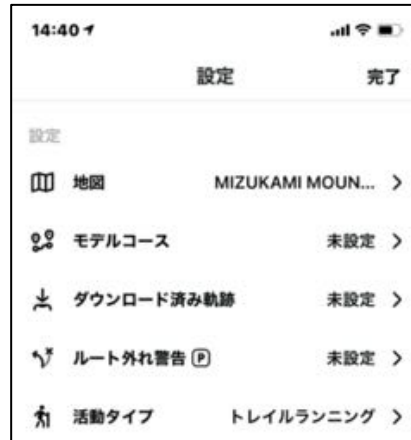 14:40
設定 完了
設定
地図 MIZUKAMI MOUN...
モデルコース 未設定
ダウンロード済み軌跡 未設定
ルート外れ警告 P 未設定
活動タイプ トレイルランニング